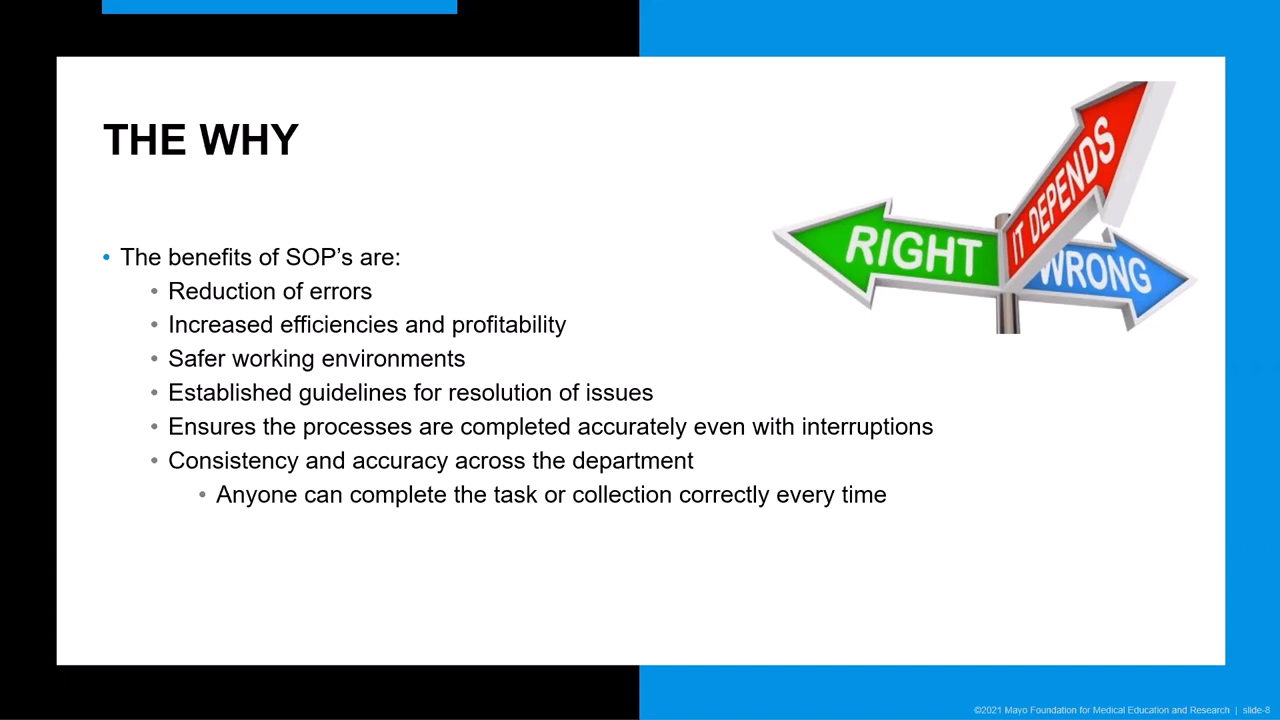 THE WHY
RIGHT
IT DEPENDS
WRONG
• The benefits of SOP’s are:
• Reduction of errors
• Increased efficiencies and profitability
• Safer working environments
• Established guidelines for resolution of issues
• Ensures the processes are completed accurately even with interruptions
• Consistency and accuracy across the department
• Anyone can complete the task or collection correctly every time
©2021 Mayo Foundation for Medical Education and Research | slide-8